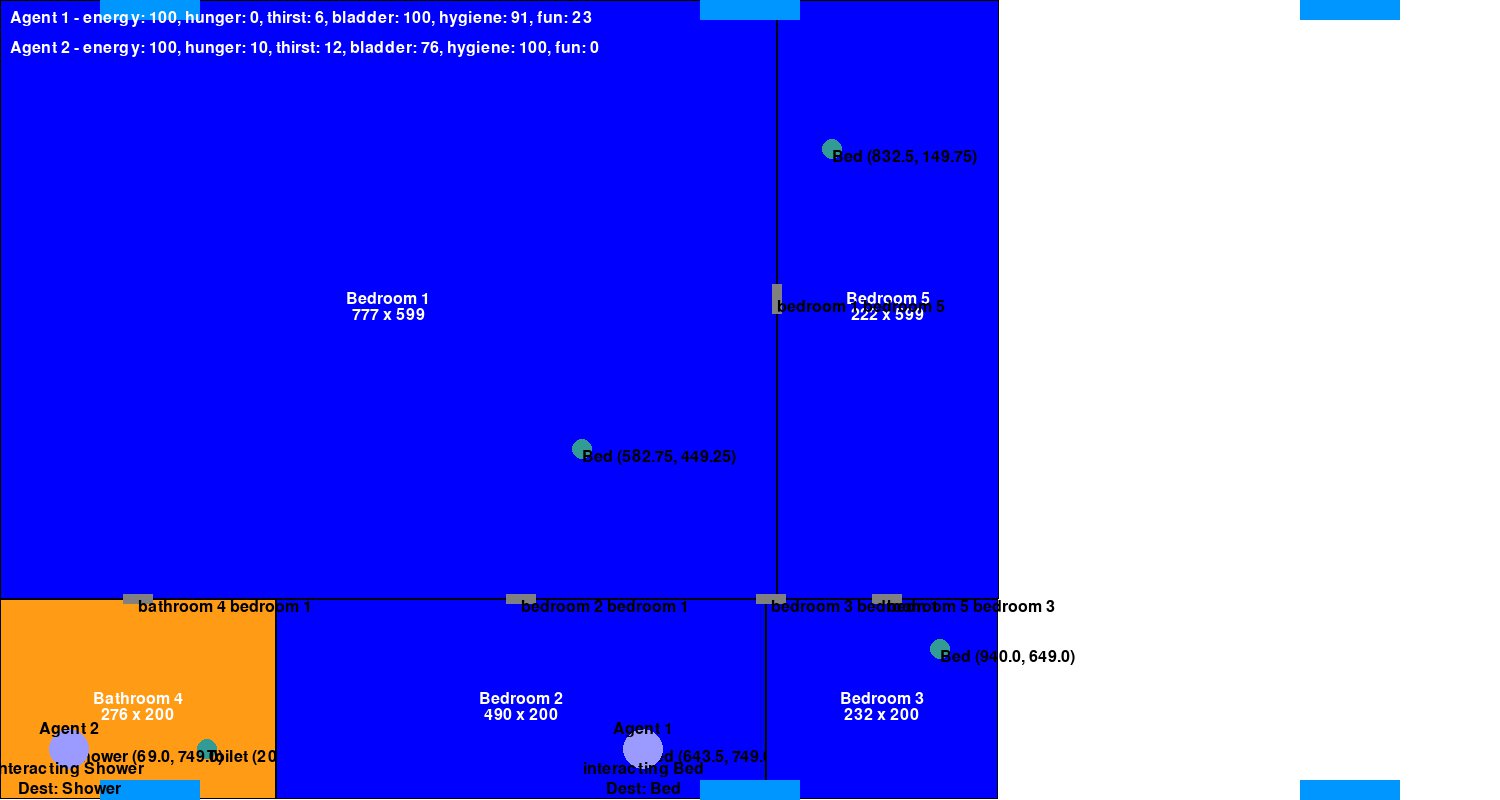 Agent 1 - energy: 100, hunger: 0, thirst: 6, bladder: 100, hygiene: 91, fun: 23
Agent 2 - energy: 100, hunger: 10, thirst: 12, bladder: 76, hygiene: 100, fun: 0
Bed (832.5, 149.75)
Bedroom 1
777 x 599
Bedroom 5
222 x 599
bedroom 1 bedroom 5
Bed (582.75, 449.25)
bathroom 4 bedroom 1
bedroom 2 bedroom 1
bedroom 3 bedroom 1
bedroom 5 bedroom 3
Bed (940.0, 649.0)
Bathroom 4
276 x 200
Bedroom 2
490 x 200
Bedroom 3
232 x 200
Agent 2
Agent 1
ower (69.0, 749.0)
Toilet (20
d (643.5, 749.
nteracting Shower
interacting Bed
Dest: Shower
Dest: Bed